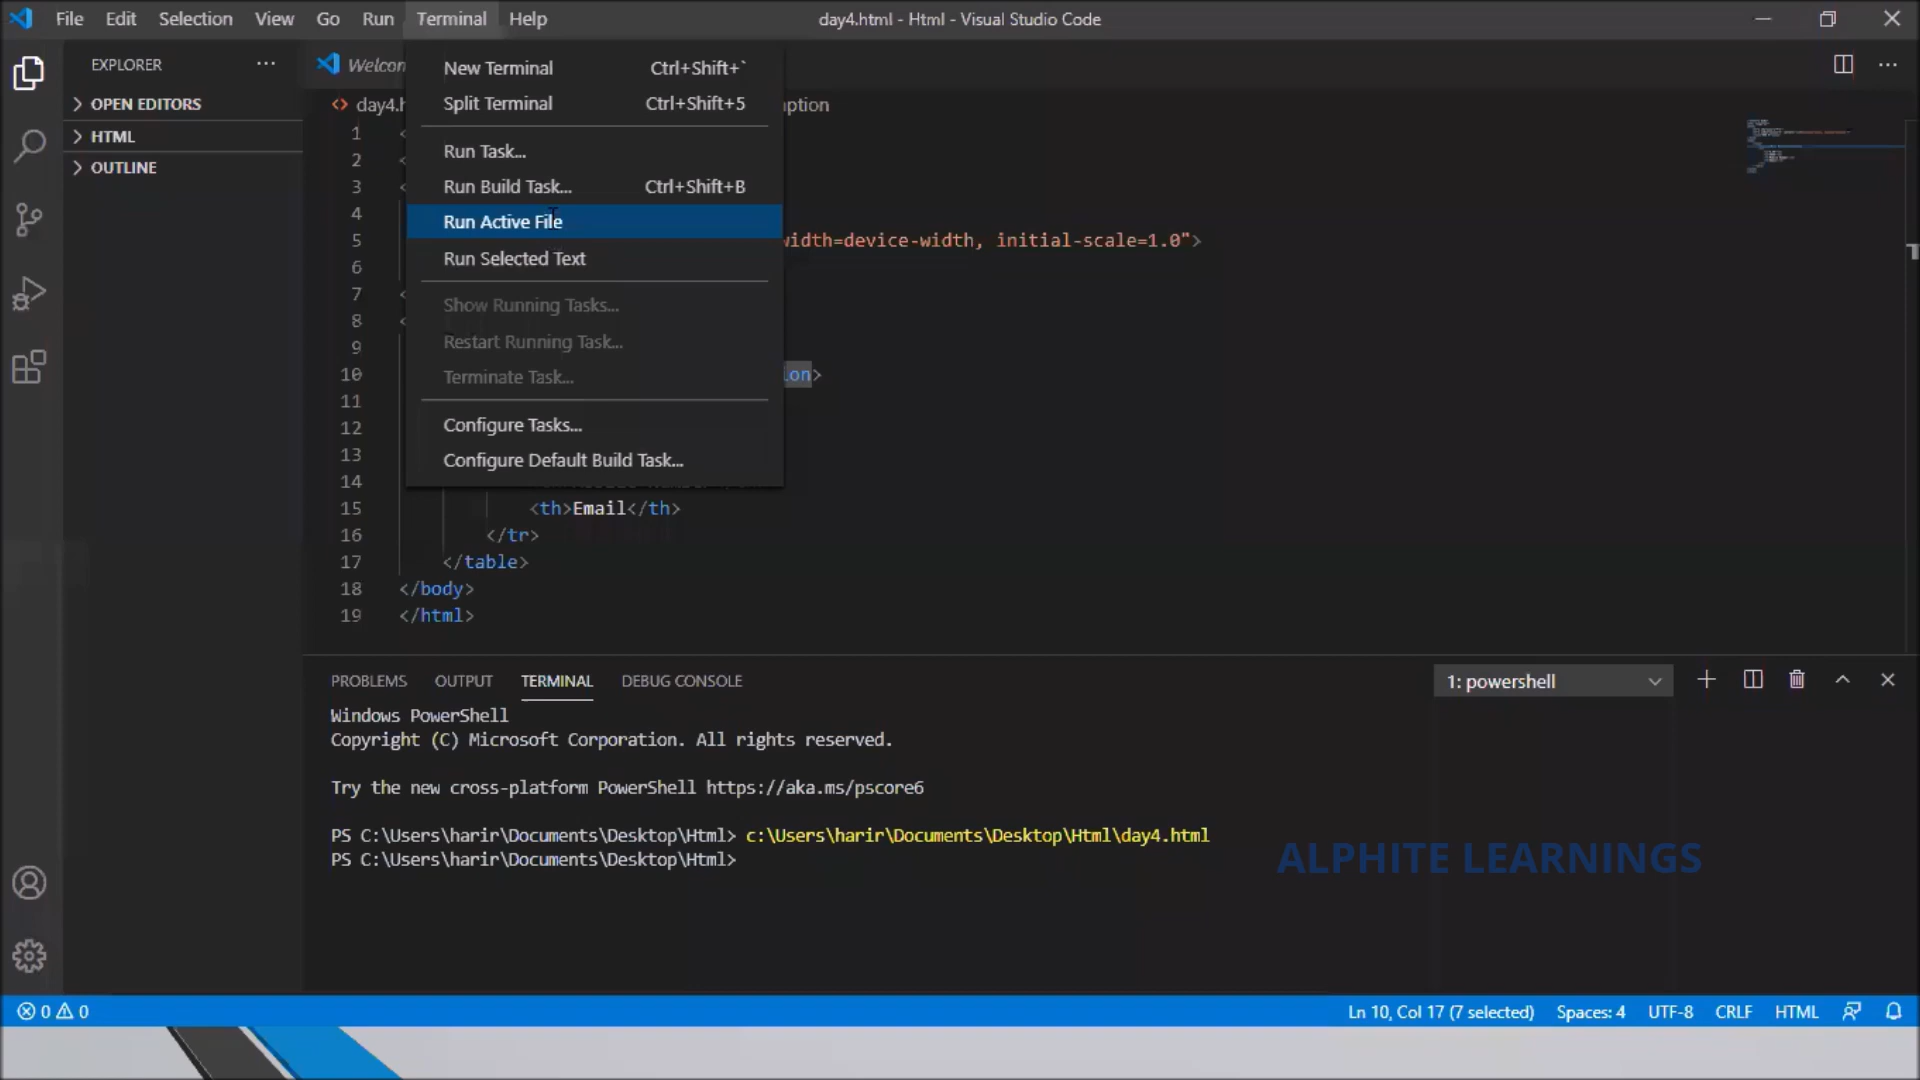 File Edit Selection View Go Run Terminal Help day4.html - Html - Visual Studio Code
EXPLORER ···
OPEN EDITORS
HTML
OUTLINE
Welcom
day4.h
ption
New Terminal Ctrl+Shift+`
Split Terminal Ctrl+Shift+5
Run Task...
Run Build Task... Ctrl+Shift+B
Run Active File
Run Selected Text
Show Running Tasks...
Restart Running Task...
Terminate Task...
Configure Tasks...
Configure Default Build Task...
1 <
2 <
3 <
4
5 width=device-width, initial-scale=1.0">
6
7 <
8 <
9
10 ion>
11
12
13
14
15 <th>Email</th>
16 </tr>
17 </table>
18 </body>
19 </html>
PROBLEMS OUTPUT TERMINAL DEBUG CONSOLE 1: powershell
Windows PowerShell
Copyright (C) Microsoft Corporation. All rights reserved.
Try the new cross-platform PowerShell https://aka.ms/pscore6
PS C:\Users\harir\Documents\Desktop\Html> c:\Users\harir\Documents\Desktop\Html\day4.html
PS C:\Users\harir\Documents\Desktop\Html>
ALPHITE LEARNINGS
0 0 Ln 10, Col 17 (7 selected) Spaces: 4 UTF-8 CRLF HTML